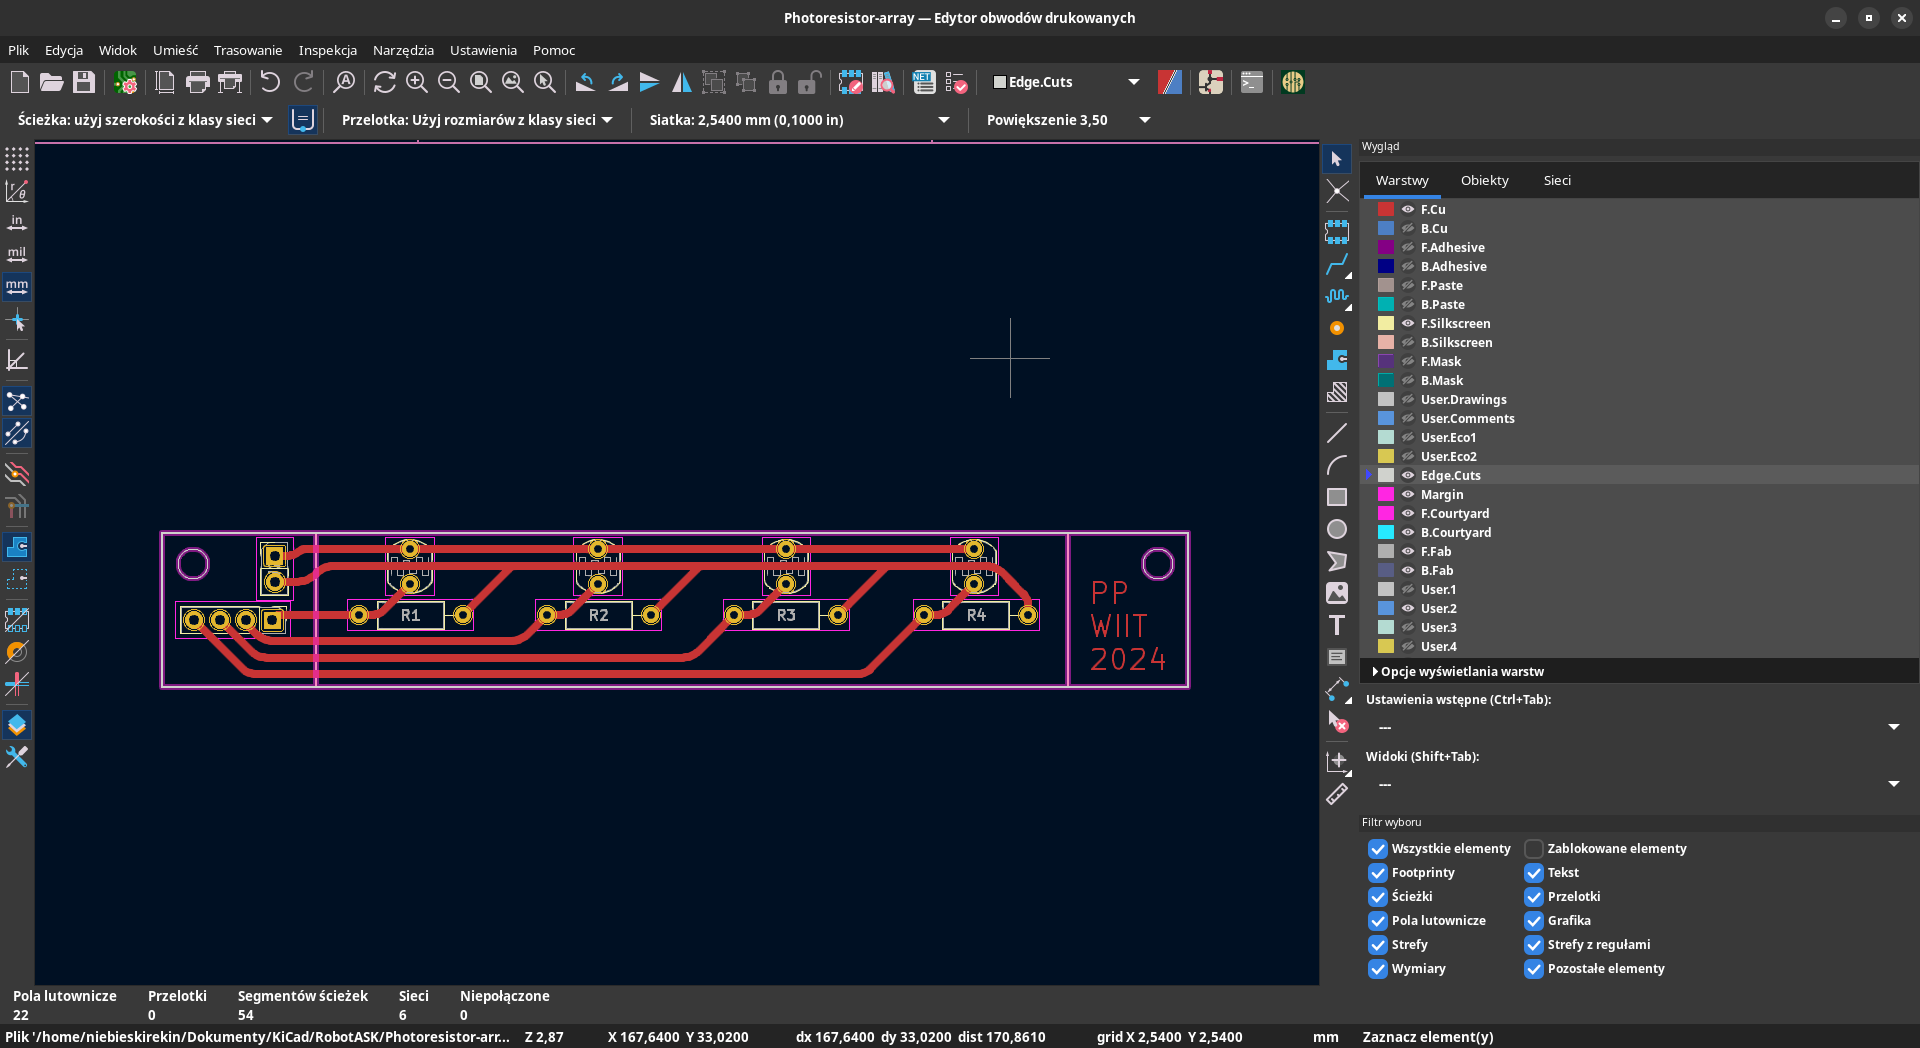 Photoresistor-array — Edytor obwodów drukowanych
Plik Edycja Widok Umieść Trasowanie Inspekcja Narzędzia Ustawienia Pomoc
Edge.Cuts
Ścieżka: użyj szerokości z klasy sieci Przelotka: Użyj rozmiarów z klasy sieci Siatka: 2,5400 mm (0,1000 in) Powiększenie 3,50
in
mil
mm
NET
R1 R2 R3 R4
PP
WIIT
2024
T
Wygląd
Warstwy Obiekty Sieci
F.Cu
B.Cu
F.Adhesive
B.Adhesive
F.Paste
B.Paste
F.Silkscreen
B.Silkscreen
F.Mask
B.Mask
User.Drawings
User.Comments
User.Eco1
User.Eco2
Edge.Cuts
Margin
F.Courtyard
B.Courtyard
F.Fab
B.Fab
User.1
User.2
User.3
User.4
Opcje wyświetlania warstw
Ustawienia wstępne (Ctrl+Tab):
---
Widoki (Shift+Tab):
---
Filtr wyboru
Wszystkie elementy Zablokowane elementy
Footprinty Tekst
Ścieżki Przelotki
Pola lutownicze Grafika
Strefy Strefy z regułami
Wymiary Pozostałe elementy
Pola lutownicze Przelotki Segmentów ścieżek Sieci Niepołączone
22 0 54 6 0
Plik '/home/niebieskirekin/Dokumenty/KiCad/RobotASK/Photoresistor-arr... Z 2,87 X 167,6400 Y 33,0200 dx 167,6400 dy 33,0200 dist 170,8610 grid X 2,5400 Y 2,5400 mm Zaznacz element(y)